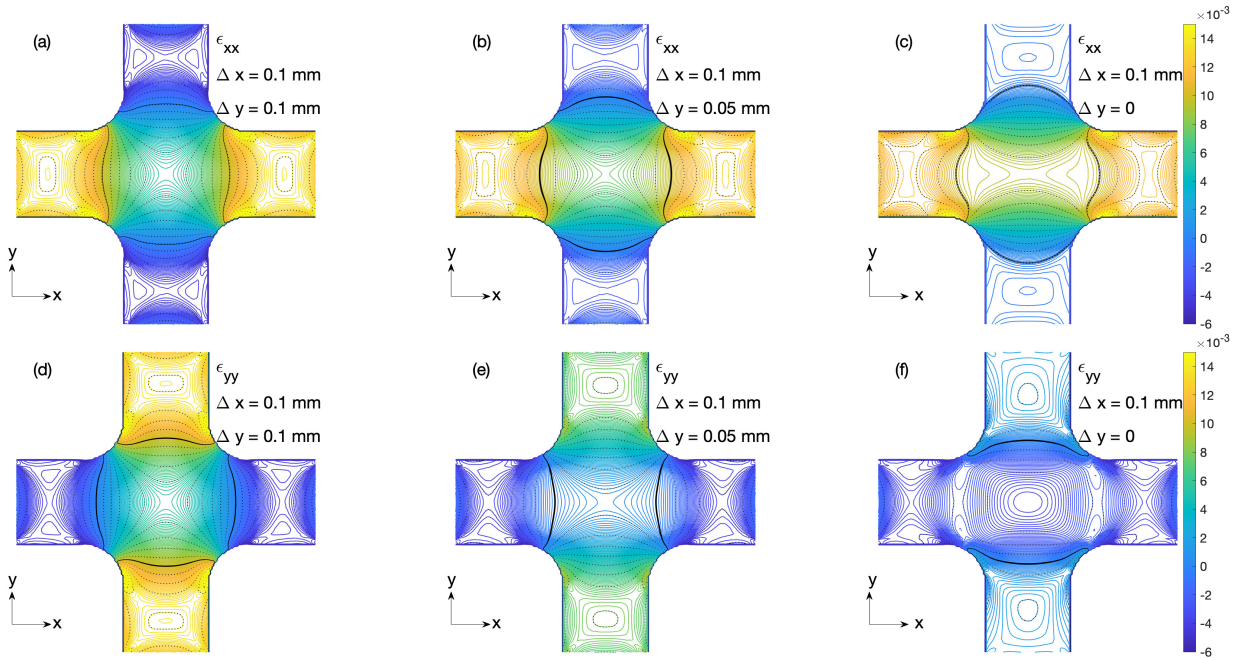 (a)
ϵxx
Δ x = 0.1 mm
Δ y = 0.1 mm
y
x
(b)
ϵxx
Δ x = 0.1 mm
Δ y = 0.05 mm
y
x
(c)
ϵxx
Δ x = 0.1 mm
Δ y = 0
y
x
×10-3
14
12
10
8
6
4
2
0
-2
-4
-6
(d)
ϵyy
Δ x = 0.1 mm
Δ y = 0.1 mm
y
x
(e)
ϵyy
Δ x = 0.1 mm
Δ y = 0.05 mm
y
x
(f)
ϵyy
Δ x = 0.1 mm
Δ y = 0
y
x
×10-3
14
12
10
8
6
4
2
0
-2
-4
-6